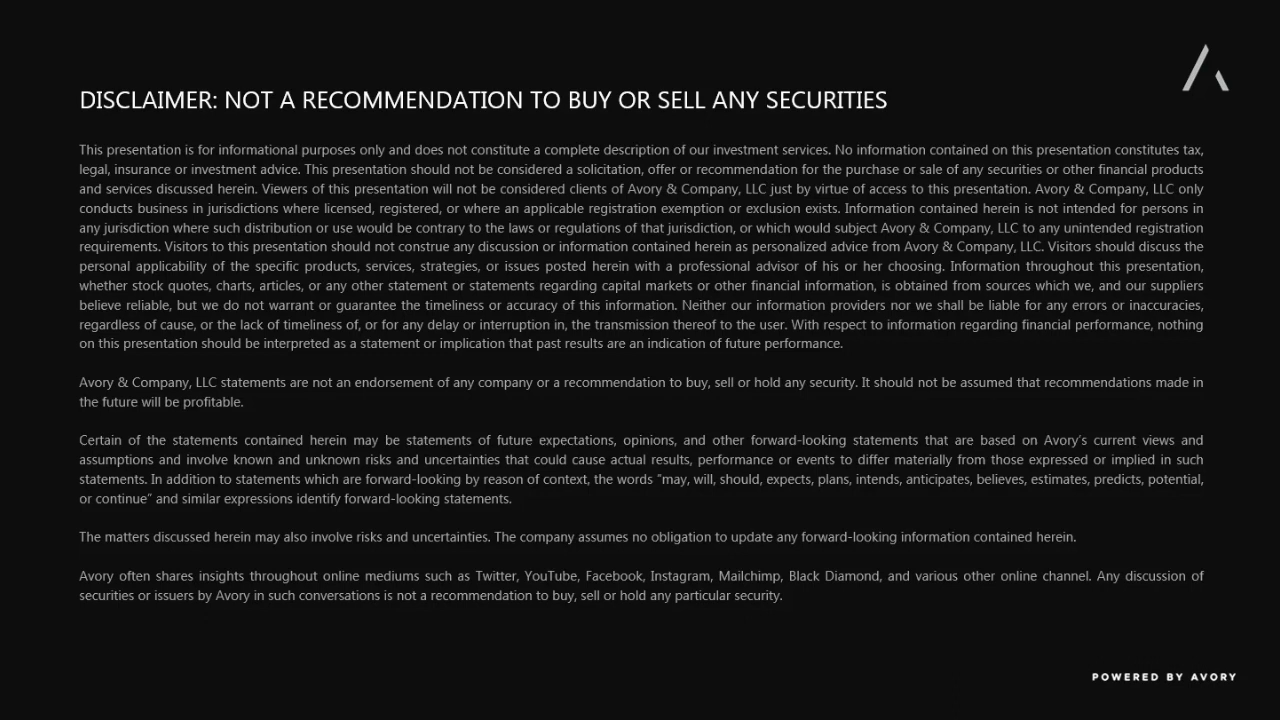 DISCLAIMER: NOT A RECOMMENDATION TO BUY OR SELL ANY SECURITIES
This presentation is for informational purposes only and does not constitute a complete description of our investment services. No information contained on this presentation constitutes tax,
legal, insurance or investment advice. This presentation should not be considered a solicitation, offer or recommendation for the purchase or sale of any securities or other financial products
and services discussed herein. Viewers of this presentation will not be considered clients of Avory & Company, LLC just by virtue of access to this presentation. Avory & Company, LLC only
conducts business in jurisdictions where licensed, registered, or where an applicable registration exemption or exclusion exists. Information contained herein is not intended for persons in
any jurisdiction where such distribution or use would be contrary to the laws or regulations of that jurisdiction, or which would subject Avory & Company, LLC to any unintended registration
requirements. Visitors to this presentation should not construe any discussion or information contained herein as personalized advice from Avory & Company, LLC. Visitors should discuss the
personal applicability of the specific products, services, strategies, or issues posted herein with a professional advisor of his or her choosing. Information throughout this presentation,
whether stock quotes, charts, articles, or any other statement or statements regarding capital markets or other financial information, is obtained from sources which we, and our suppliers
believe reliable, but we do not warrant or guarantee the timeliness or accuracy of this information. Neither our information providers nor we shall be liable for any errors or inaccuracies,
regardless of cause, or the lack of timeliness of, or for any delay or interruption in, the transmission thereof to the user. With respect to information regarding financial performance, nothing
on this presentation should be interpreted as a statement or implication that past results are an indication of future performance.
Avory & Company, LLC statements are not an endorsement of any company or a recommendation to buy, sell or hold any security. It should not be assumed that recommendations made in
the future will be profitable.
Certain of the statements contained herein may be statements of future expectations, opinions, and other forward-looking statements that are based on Avory's current views and
assumptions and involve known and unknown risks and uncertainties that could cause actual results, performance or events to differ materially from those expressed or implied in such
statements. In addition to statements which are forward-looking by reason of context, the words "may, will, should, expects, plans, intends, anticipates, believes, estimates, predicts, potential,
or continue" and similar expressions identify forward-looking statements.
The matters discussed herein may also involve risks and uncertainties. The company assumes no obligation to update any forward-looking information contained herein.
Avory often shares insights throughout online mediums such as Twitter, YouTube, Facebook, Instagram, Mailchimp, Black Diamond, and various other online channel. Any discussion of
securities or issuers by Avory in such conversations is not a recommendation to buy, sell or hold any particular security.
POWERED BY AVORY